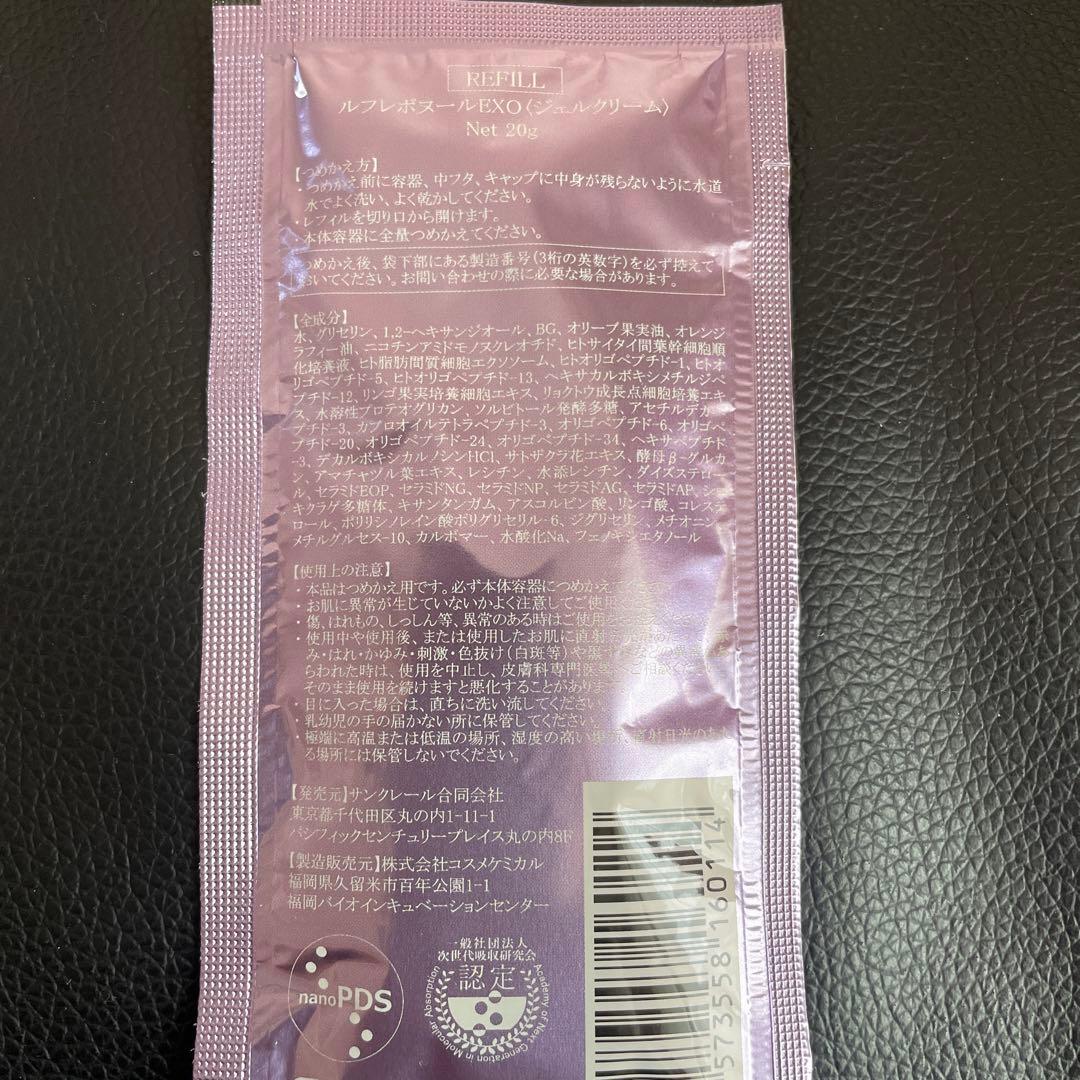 REFILL
ルフレボヌールEXO〈ジェルクリーム〉
Net 20g
【つめかえ方】
・つめかえ前に容器、中フタ、キャップに中身が残らないように水道
水でよく洗い、よく乾かしてください。
・レフィルを切り口から開けます。
・本体容器に全量つめかえてください。
つめかえ後、袋下部にある製造番号(3桁の英数字)を必ず控えて
おいてください。お問い合わせの際に必要な場合があります。
【全成分】
水、グリセリン、1,2-ヘキサンジオール、BG、オリーブ果実油、オレンジ
ラフィー油、ニコチンアミドモノヌクレオチド、ヒトサイタイ間葉幹細胞順
化培養液、ヒト脂肪間質細胞エクソソーム、ヒトオリゴペプチド-1、ヒトオ
リゴペプチド-5、ヒトオリゴペプチド-13、ヘキサカルボキシメチルジペ
プチド-12、リンゴ果実培養細胞エキス、リョクトウ成長点細胞培養エキ
ス、水溶性プロテオグリカン、ソルビトール発酵多糖、アセチルデカ
ペプチド-3、カプロオイルテトラペプチド-3、オリゴペプチド-6、オリゴペ
プチド-20、オリゴペプチド-24、オリゴペプチド-34、ヘキサペプチド
-3、デカルボキシカルノシンHCl、サトザクラ花エキス、酵母β-グルカ
ン、アマチャヅル葉エキス、レシチン、水添レシチン、ダイズステロ
ール、セラミドEOP、セラミドNG、セラミドNP、セラミドAG、セラミドAP、シロ
キクラゲ多糖体、キサンタンガム、アスコルビン酸、リンゴ酸、コレステ
ロール、ポリリシノレイン酸ポリグリセリル-6、ジグリセリン、メチオニン、
メチルグルセス-10、カルボマー、水酸化Na、フェノキシエタノール
【使用上の注意】
・本品はつめかえ用です。必ず本体容器につめかえて
・お肌に異常が生じていないかよく注意してご使用
・傷、はれもの、しっしん等、異常のある時はご使用
・使用中や使用後、または使用したお肌に直射
み・はれ・かゆみ・刺激・色抜け(白斑等)や黒ず
らわれた時は、使用を中止し、皮膚科専門医
そのまま使用を続けますと悪化することがあります
・目に入った場合は、直ちに洗い流してください。
・乳幼児の手の届かない所に保管してください。
・極端に高温または低温の場所、湿度の高い場所、直射日光のあた
る場所には保管しないでください。
【発売元】サンクレール合同会社
東京都千代田区丸の内1-11-1
パシフィックセンチュリープレイス丸の内8F
【製造販売元】株式会社コスメケミカル
福岡県久留米市百年公園1-1
福岡バイオインキュベーションセンター
nanoPDS
一般社団法人
次世代吸収研究会
認定
Academy of Next Generation in Molecular Absorption
573558 160114